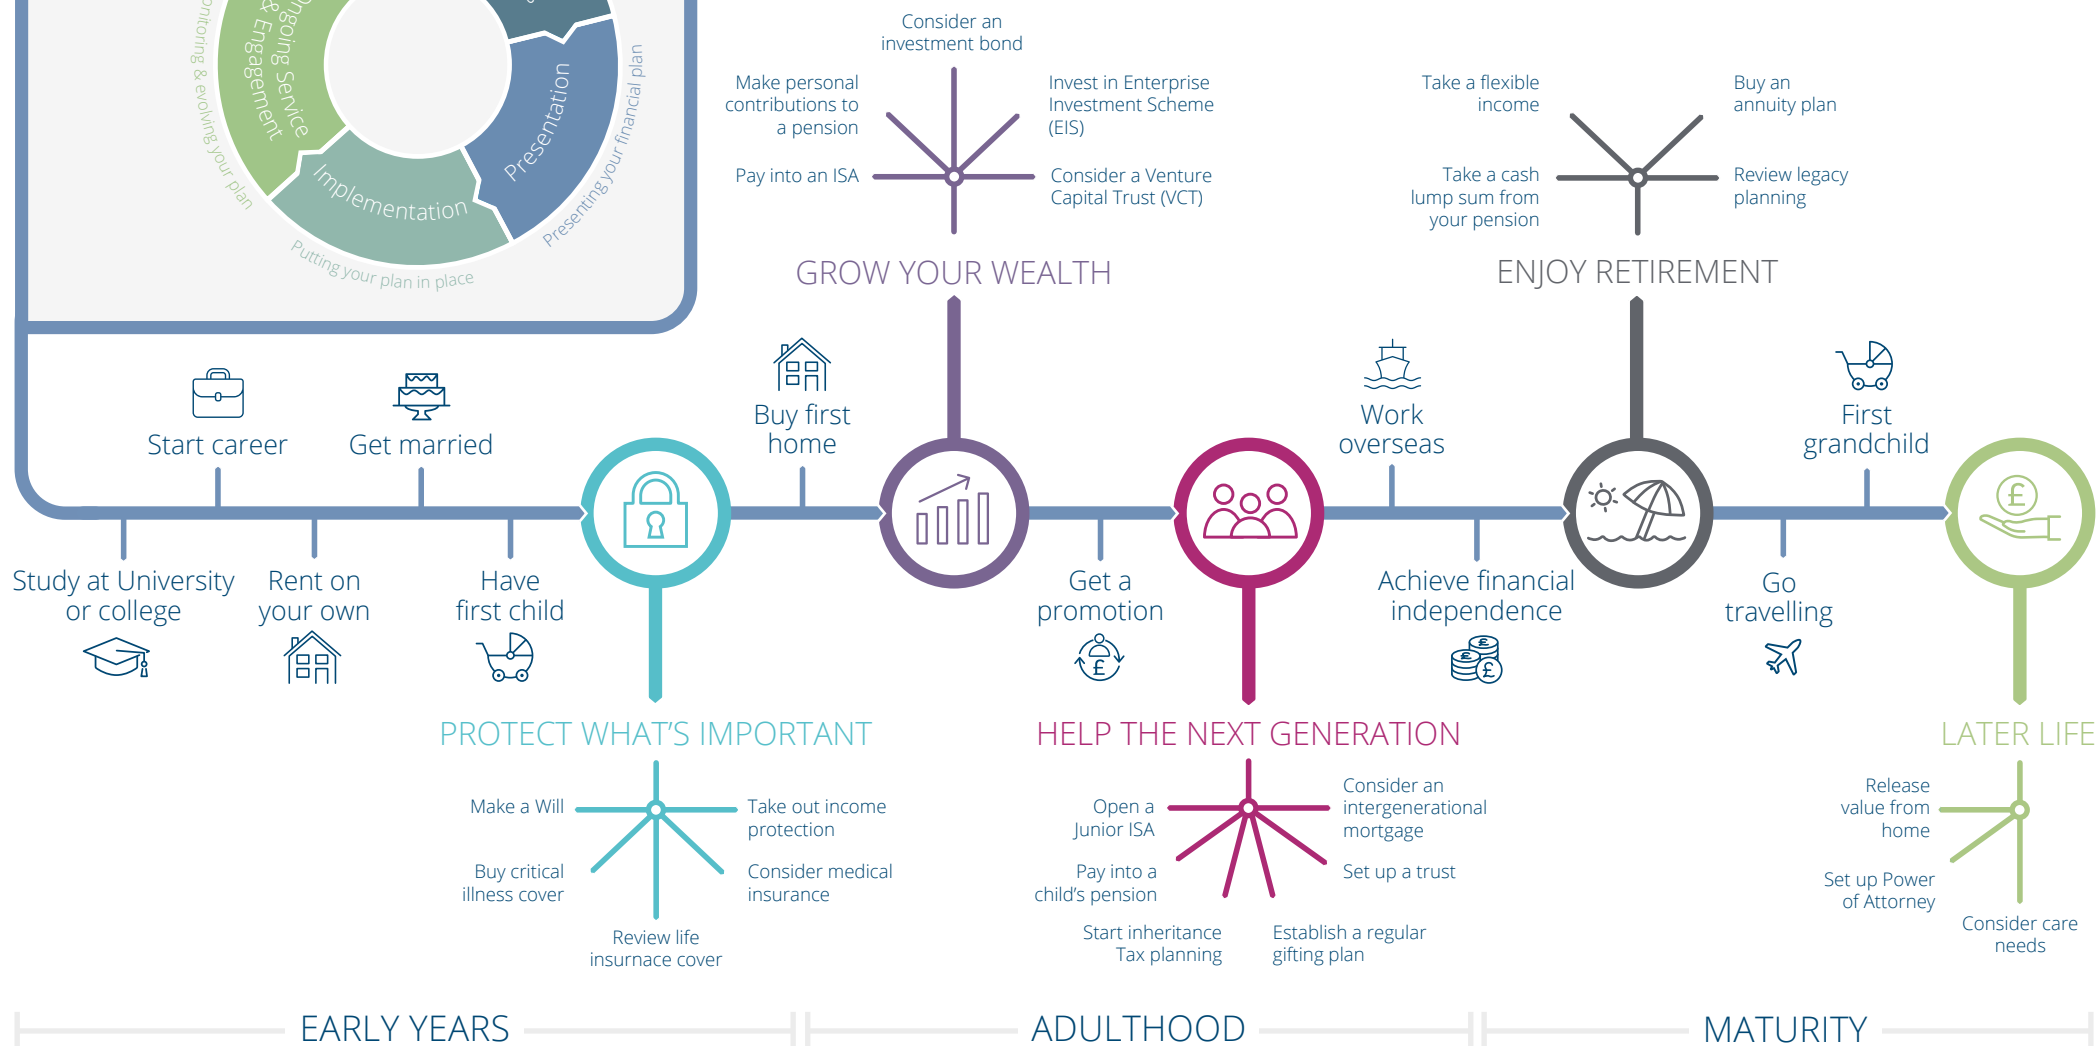 Ongoing Service
& Engagement
evolving your plan
Implementation
Putting your plan in place
Presentation
Presenting your financial plan
Consider an
investment bond
Make personal
contributions to
a pension
Pay into an ISA
Invest in Enterprise
Investment Scheme
(EIS)
Consider a Venture
Capital Trust (VCT)
GROW YOUR WEALTH
Take a flexible
income
Take a cash
lump sum from
your pension
Buy an
annuity plan
Review legacy
planning
ENJOY RETIREMENT
Start career
Get married
Buy first
home
Work
overseas
First
grandchild
£
Study at University
or college
Rent on
your own
Have
first child
Get a
promotion
£
Achieve financial
independence
£
£
£
Go
travelling
PROTECT WHAT'S IMPORTANT
Make a Will
Buy critical
illness cover
Review life
insurnace cover
Take out income
protection
Consider medical
insurance
HELP THE NEXT GENERATION
Open a
Junior ISA
Pay into a
child's pension
Start inheritance
Tax planning
Establish a regular
gifting plan
Consider an
intergenerational
mortgage
Set up a trust
LATER LIFE
Release
value from
home
Set up Power
of Attorney
Consider care
needs
EARLY YEARS
ADULTHOOD
MATURITY